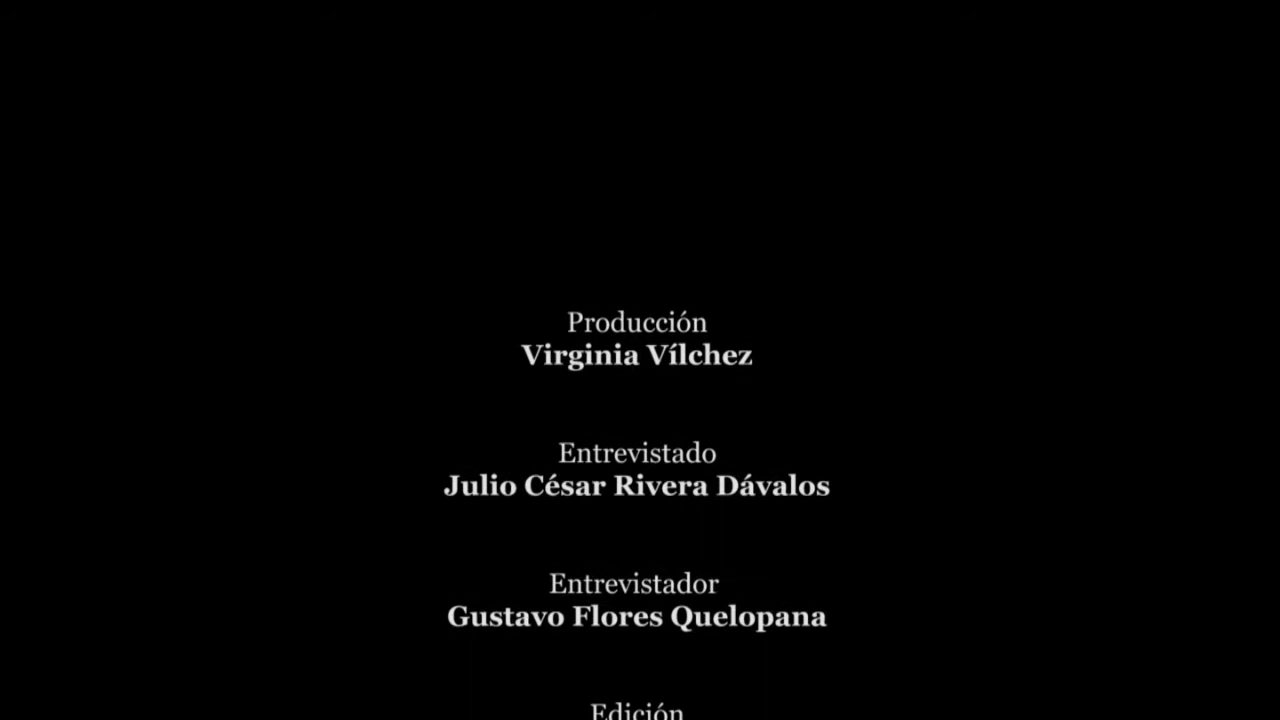 Producción
Virginia Vílchez
Entrevistado
Julio César Rivera Dávalos
Entrevistador
Gustavo Flores Quelopana
Edición